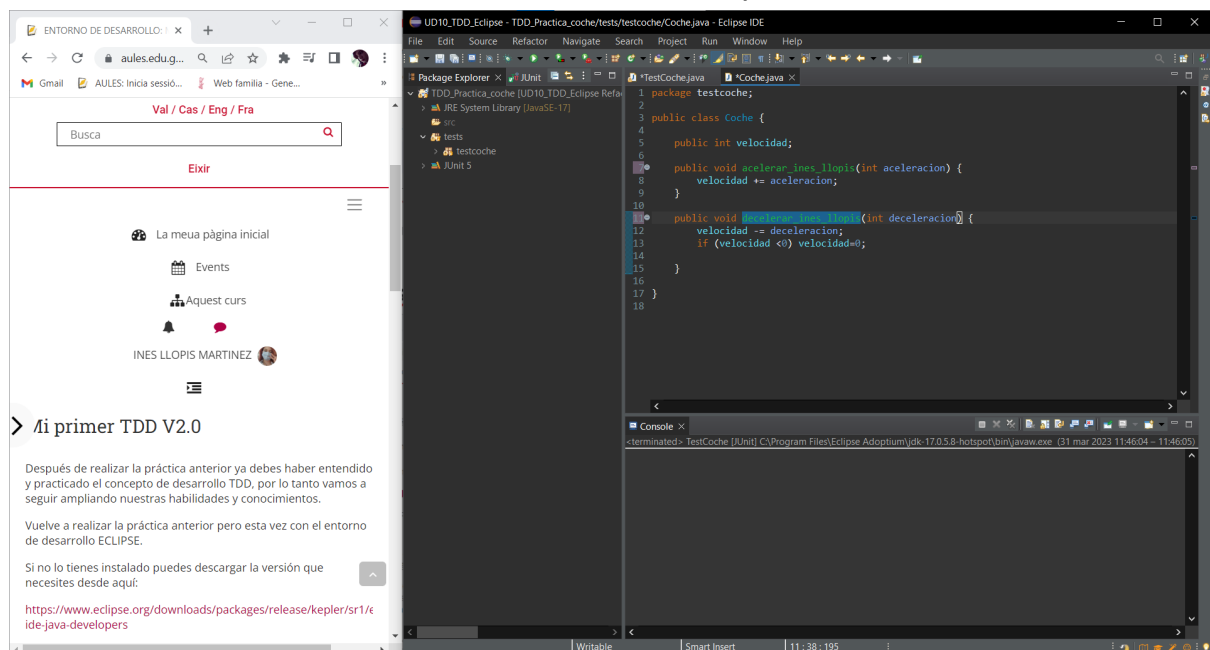 ENTORNO DE DESARROLLO:
aules.edu.g...
Gmail
AULES: Inicia sessió...
Web família - Gene...
»
Val / Cas / Eng / Fra
Busca
Eixir
La meua pàgina inicial
Events
Aquest curs
INES LLOPIS MARTINEZ
Mi primer TDD V2.0
Después de realizar la práctica anterior ya debes haber entendido
y practicado el concepto de desarrollo TDD, por lo tanto vamos a
seguir ampliando nuestras habilidades y conocimientos.
Vuelve a realizar la práctica anterior pero esta vez con el entorno
de desarrollo ECLIPSE.
Si no lo tienes instalado puedes descargar la versión que
necesites desde aquí:
https://www.eclipse.org/downloads/packages/release/kepler/sr1/e
ide-java-developers
UD10_TDD_Eclipse - TDD_Practica_coche/tests/testcoche/Coche.java - Eclipse IDE
File Edit Source Refactor Navigate Search Project Run Window Help
Package Explorer
JUnit
TDD_Practica_coche [UD10_TDD_Eclipse Refa
JRE System Library [JavaSE-17]
src
tests
testcoche
JUnit 5
*TestCoche.java
*Coche.java
1 package testcoche;
2
3 public class Coche {
4
5 public int velocidad;
6
7 public void acelerar_ines_llopis(int aceleracion) {
8 velocidad += aceleracion;
9 }
10
11 public void decelerar_ines_llopis(int deceleracion) {
12 velocidad -= deceleracion;
13 if (velocidad <0) velocidad=0;
14
15 }
16
17 }
18
Console
<terminated> TestCoche [JUnit] C:\Program Files\Eclipse Adoptium\jdk-17.0.5.8-hotspot\bin\javaw.exe (31 mar 2023 11:46:04 – 11:46:05)
Writable
Smart Insert
11 : 38 : 195